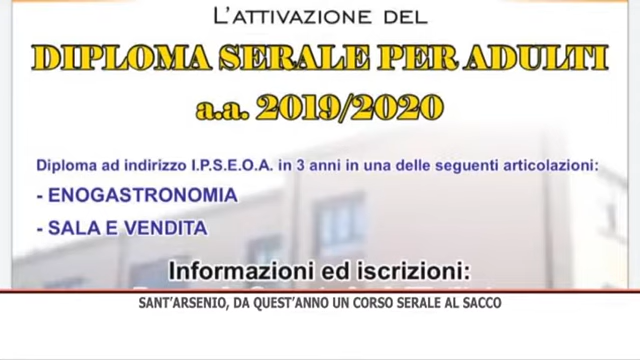 L'ATTIVAZIONE DEL
DIPLOMA SERALE PER ADULTI
a.a. 2019/2020
Diploma ad indirizzo I.P.S.E.O.A. in 3 anni in una delle seguenti articolazioni:
- ENOGASTRONOMIA
- SALA E VENDITA
Informazioni ed iscrizioni:
SANT'ARSENIO, DA QUEST'ANNO UN CORSO SERALE AL SACCO